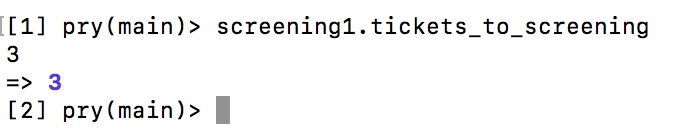 [1] pry(main)> screening1.tickets_to_screening
3
=> 3
[2] pry(main)>